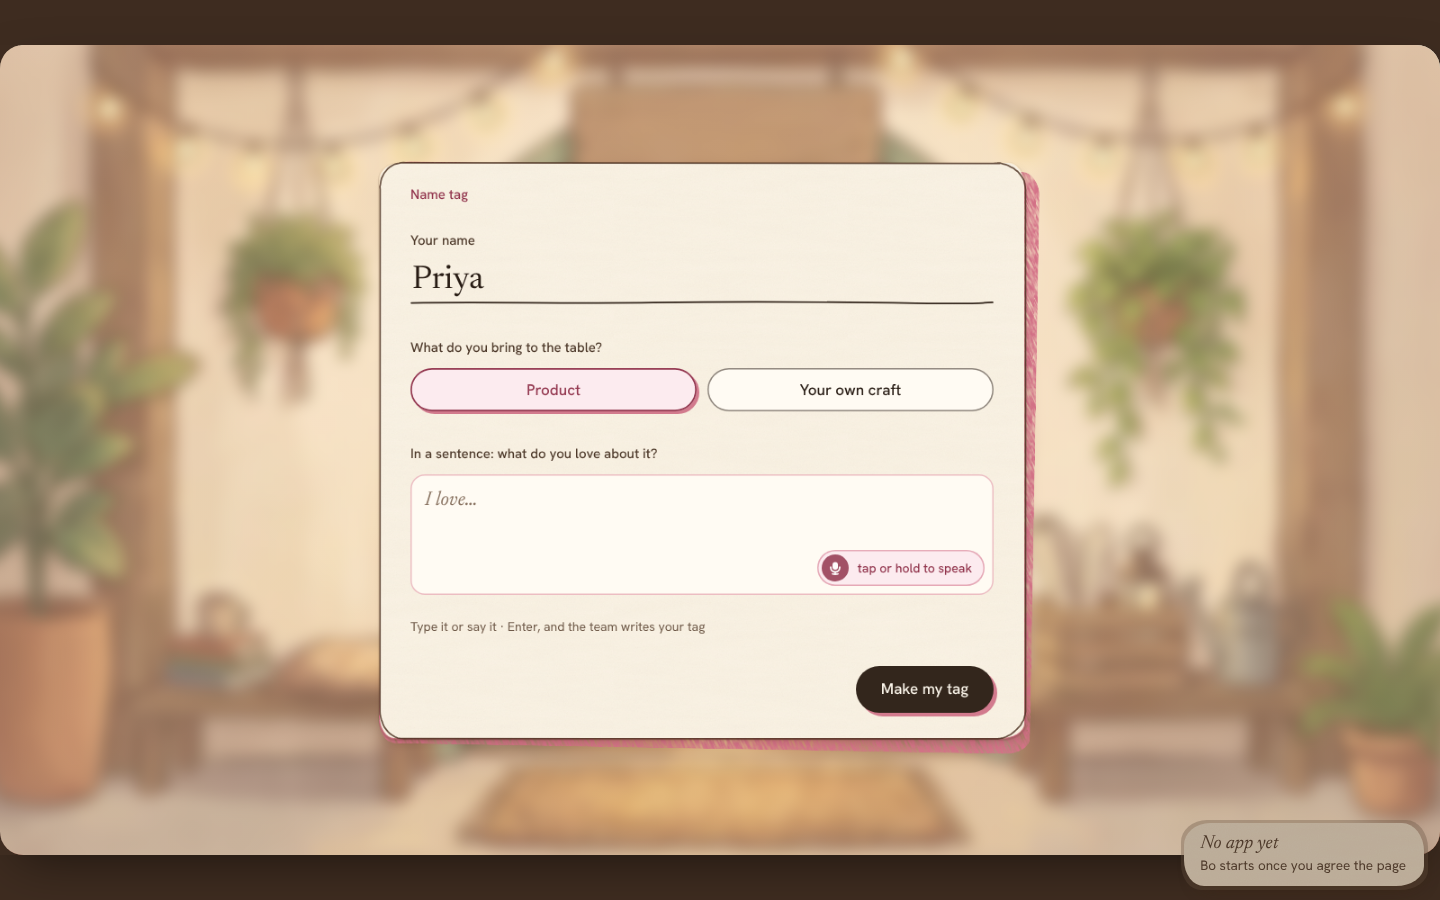 Name tag
Your name
Priya
What do you bring to the table?
Product
Your own craft
In a sentence: what do you love about it?
I love...
tap or hold to speak
Type it or say it · Enter, and the team writes your tag
Make my tag
No app yet
Bo starts once you agree the page